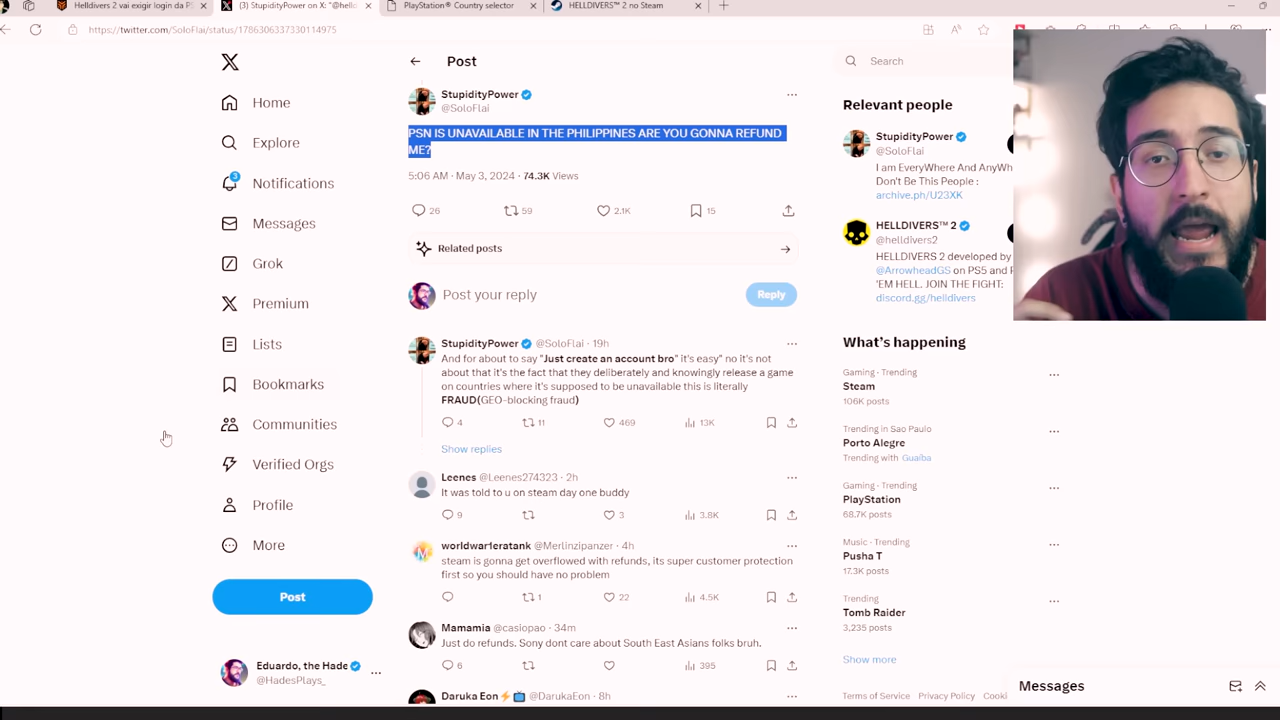 Helldivers 2 vai exigir login da PS
(3) StupidityPower on X: "@hell
PlayStation® Country selector
HELLDIVERS™ 2 no Steam
https://twitter.com/SoloFlai/status/1786306337330114975
Home
Explore
3
Notifications
Messages
Grok
Premium
Lists
Bookmarks
Communities
Verified Orgs
Profile
More
Post
Eduardo, the Hade
@HadesPlays_
Post
StupidityPower
@SoloFlai
PSN IS UNAVAILABLE IN THE PHILIPPINES ARE YOU GONNA REFUND
ME?
5:06 AM · May 3, 2024 · 74.3K Views
26
59
2.1K
15
Related posts
Post your reply
Reply
StupidityPower @SoloFlai · 19h
And for about to say "Just create an account bro" it's easy" no it's not
about that it's the fact that they deliberately and knowingly release a game
on countries where it's supposed to be unavailable this is literally
FRAUD(GEO-blocking fraud)
4
11
469
13K
Show replies
Leenes @Leenes274323 · 2h
It was told to u on steam day one buddy
9
3
3.8K
worldwar1eratank @Merlinzipanzer · 4h
steam is gonna get overflowed with refunds, its super customer protection
first so you should have no problem
1
22
4.5K
Mamamia @casiopao · 34m
Just do refunds. Sony dont care about South East Asians folks bruh.
6
395
Daruka Eon @DarukaEon · 8h
Search
Relevant people
StupidityPower
@SoloFlai
I am EveryWhere And AnyWh
Don't Be This People :
archive.ph/U23XK
HELLDIVERS™ 2
@helldivers2
HELLDIVERS 2 developed by
@ArrowheadGS on PS5 and P
'EM HELL. JOIN THE FIGHT:
discord.gg/helldivers
What's happening
Gaming · Trending
Steam
106K posts
Trending in Sao Paulo
Porto Alegre
Trending with Guaíba
Gaming · Trending
PlayStation
68.7K posts
Music · Trending
Pusha T
17.3K posts
Trending
Tomb Raider
3,235 posts
Show more
Terms of Service Privacy Policy Cooki
Messages